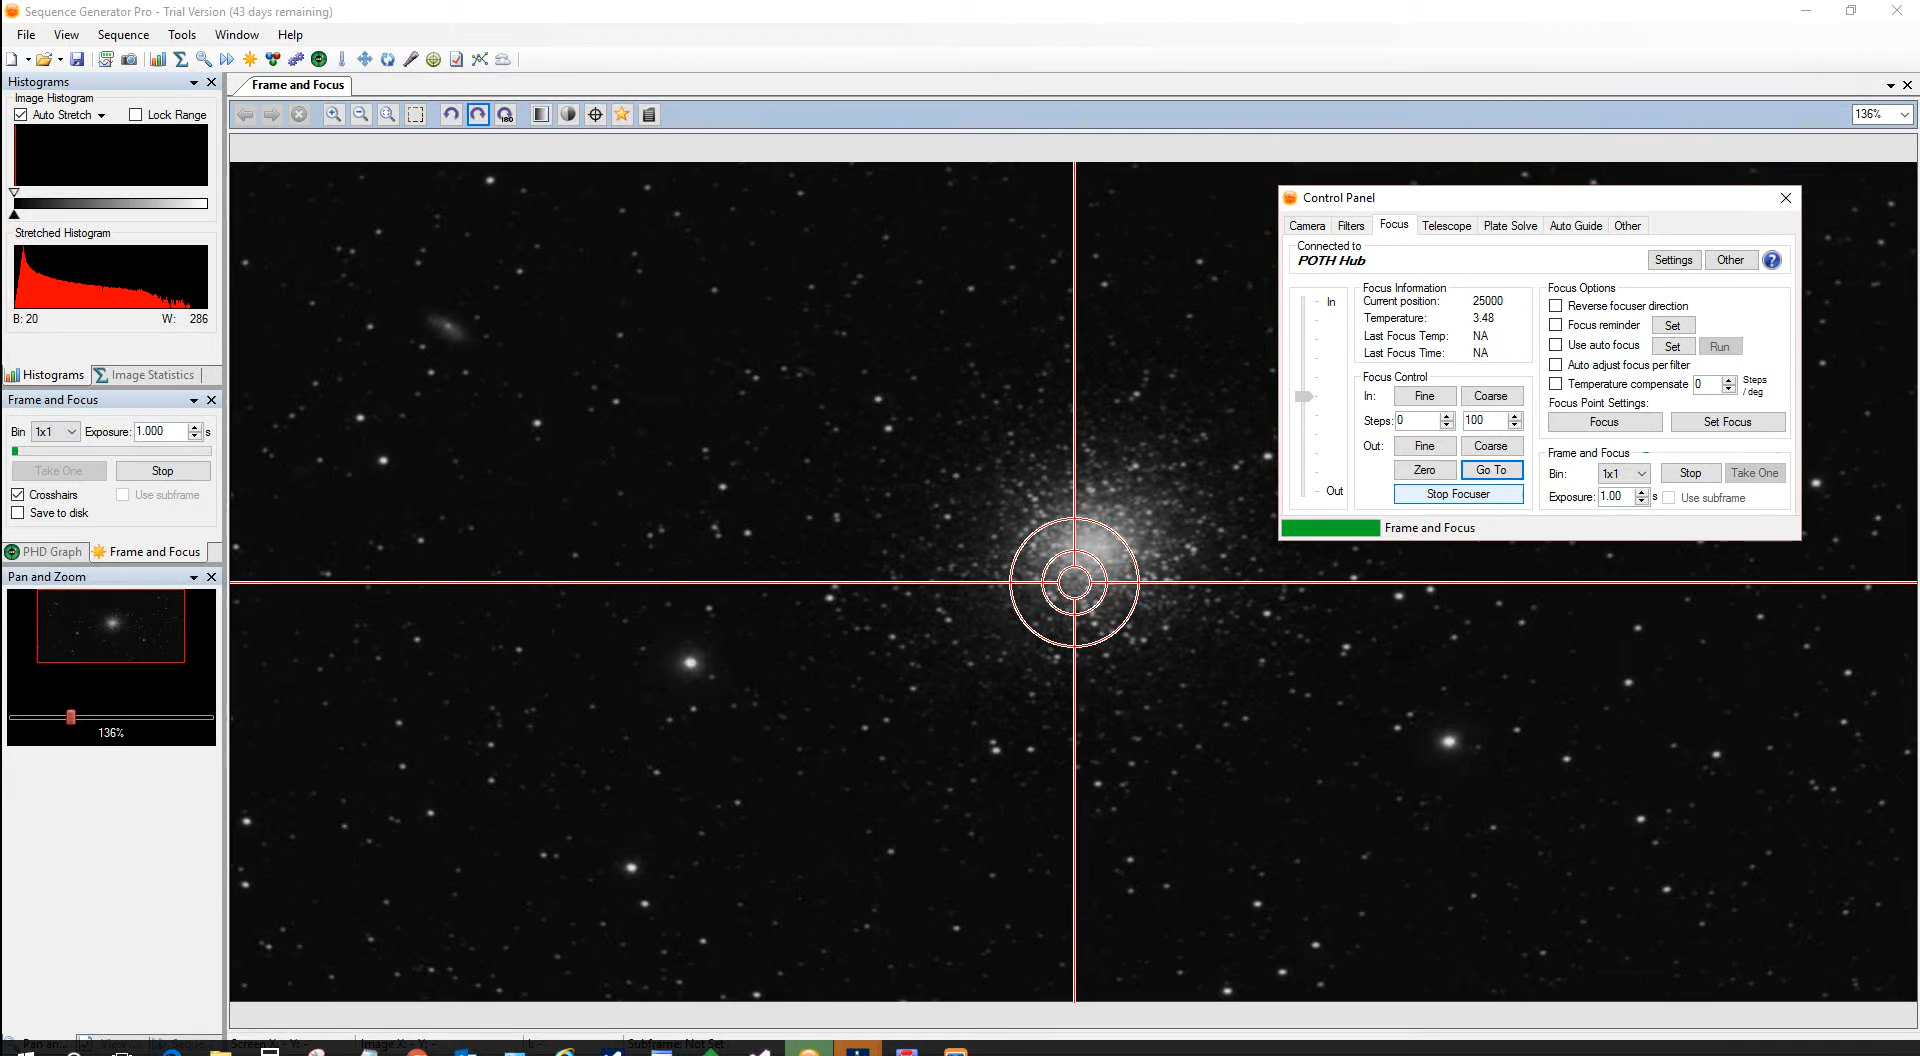 Sequence Generator Pro - Trial Version (43 days remaining)
File View Sequence Tools Window Help
Histograms
Image Histogram
Auto Stretch Lock Range
Stretched Histogram
B: 20 W: 286
Histograms Image Statistics
Frame and Focus
Bin 1x1 Exposure: 1.000 s
Take One Stop
Crosshairs Use subframe
Save to disk
PHD Graph Frame and Focus
Pan and Zoom
136%
Frame and Focus
180
136%
Control Panel
Camera Filters Focus Telescope Plate Solve Auto Guide Other
Connected to
POTH Hub
Settings Other ?
In
Out
Focus Information
Current position: 25000
Temperature: 3.48
Last Focus Temp: NA
Last Focus Time: NA
Focus Control
In: Fine Coarse
Steps: 0 100
Out: Fine Coarse
Zero Go To
Stop Focuser
Focus Options
Reverse focuser direction
Focus reminder Set
Use auto focus Set Run
Auto adjust focus per filter
Temperature compensate 0 Steps / deg
Focus Point Settings:
Focus Set Focus
Frame and Focus
Bin: 1x1 Stop Take One
Exposure: 1.00 s Use subframe
Frame and Focus
Subframe: Not Set